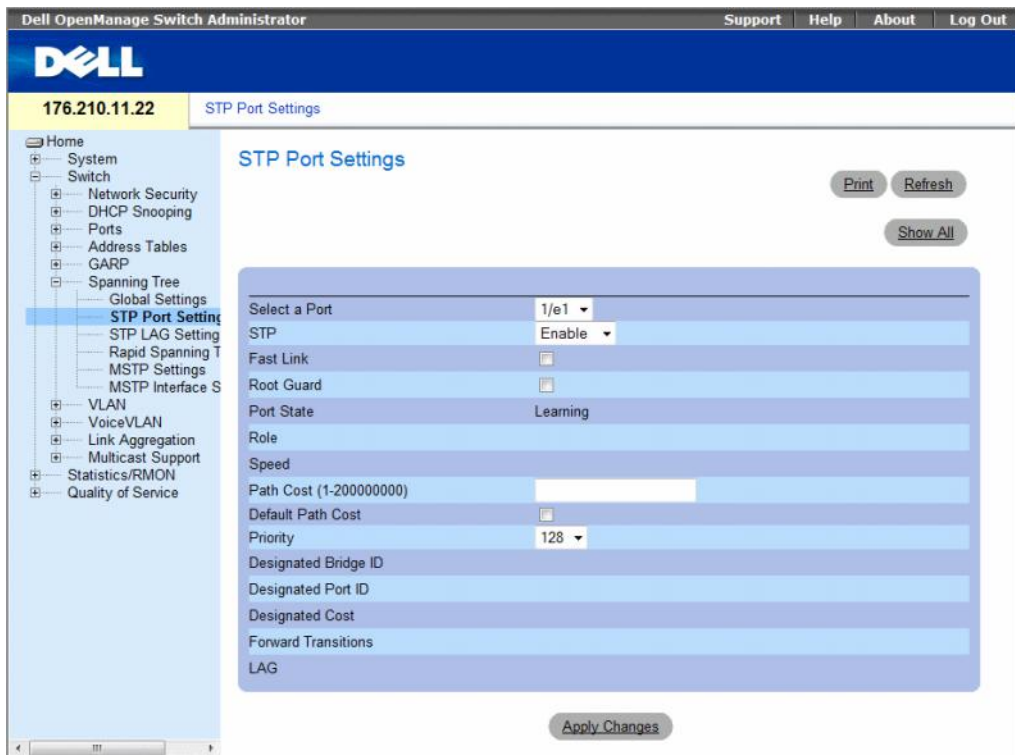 Dell OpenManage Switch Administrator
Support Help About Log Out
DELL
176.210.11.22
STP Port Settings
Home
System
Switch
Network Security
DHCP Snooping
Ports
Address Tables
GARP
Spanning Tree
Global Settings
STP Port Setting
STP LAG Setting
Rapid Spanning T
MSTP Settings
MSTP Interface S
VLAN
VoiceVLAN
Link Aggregation
Multicast Support
Statistics/RMON
Quality of Service
STP Port Settings
Print Refresh
Show All
Select a Port 1/e1
STP Enable
Fast Link
Root Guard
Port State Learning
Role
Speed
Path Cost (1-200000000)
Default Path Cost
Priority 128
Designated Bridge ID
Designated Port ID
Designated Cost
Forward Transitions
LAG
Apply Changes